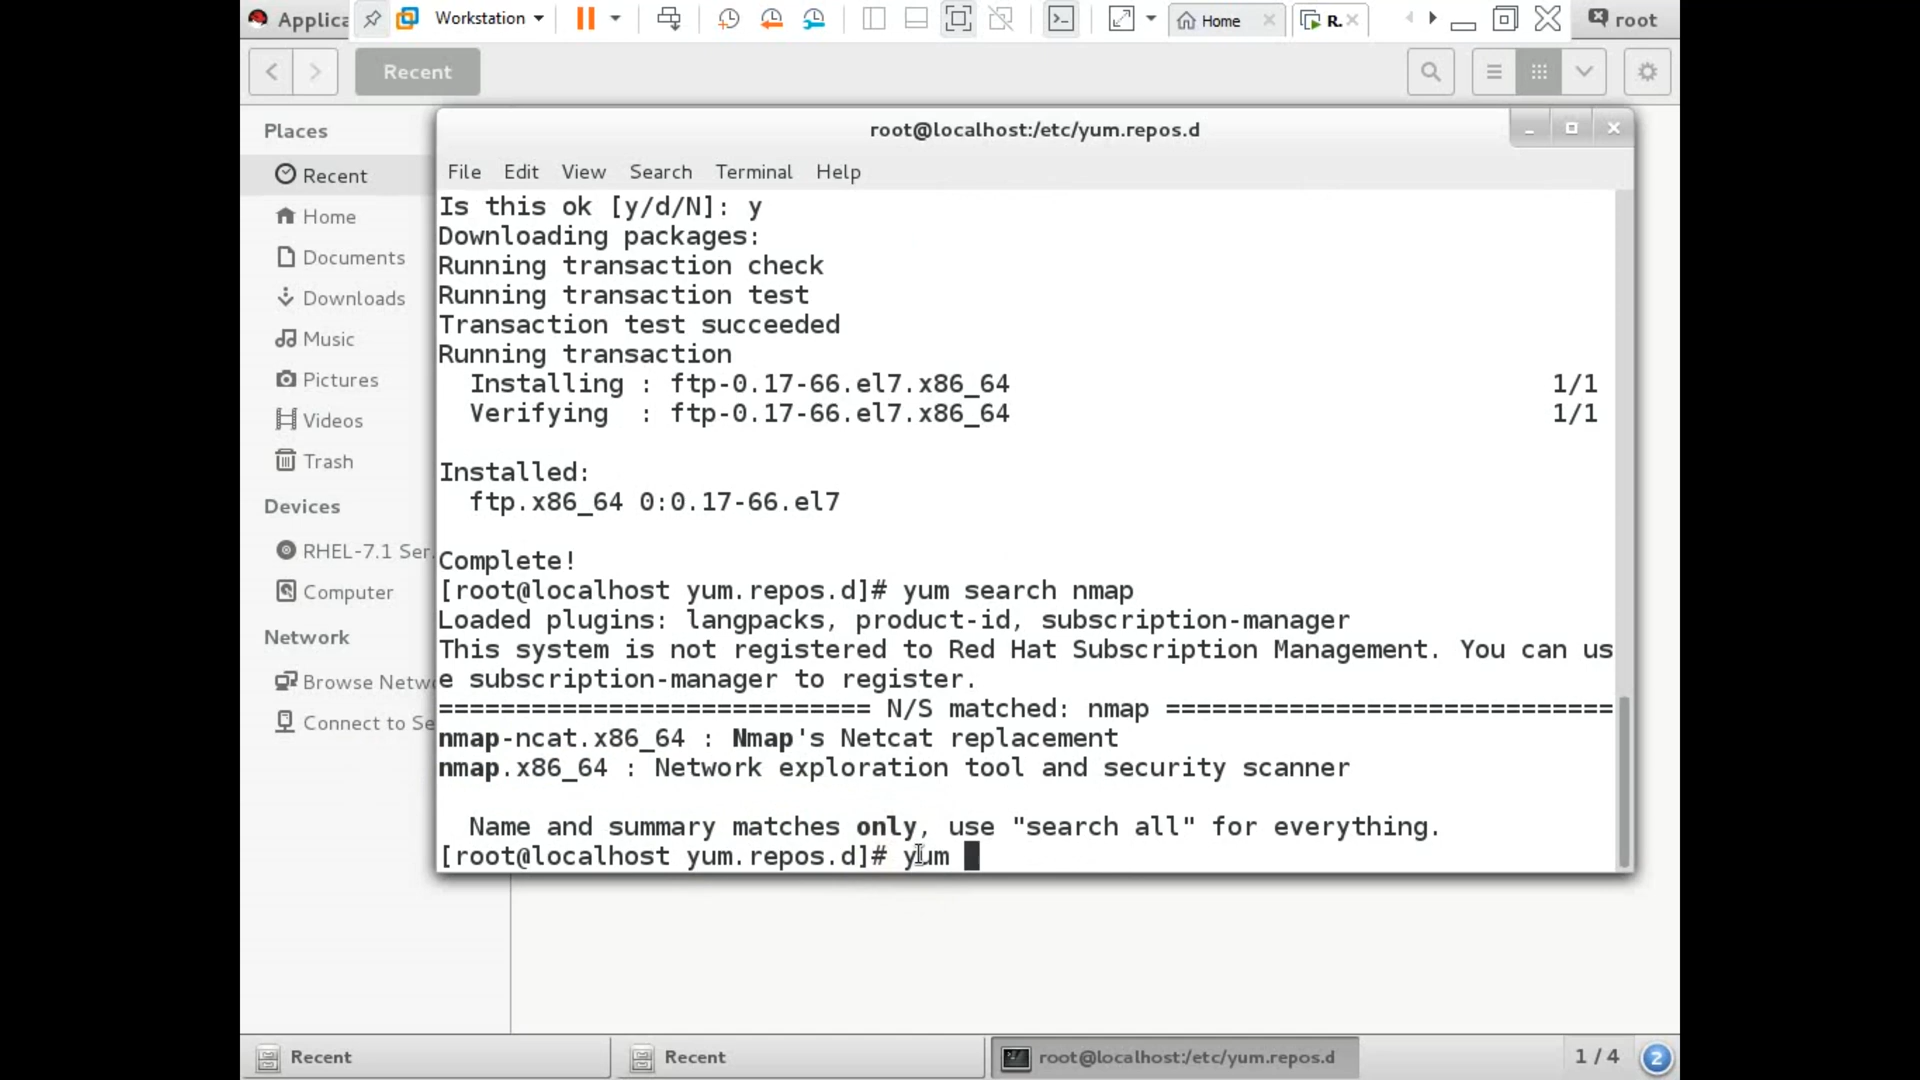 Applica
Workstation
Home
R.
root
Recent
Places
Recent
Home
Documents
Downloads
Music
Pictures
Videos
Trash
Devices
RHEL-7.1 Ser.
Computer
Network
Browse Netw
Connect to Se
root@localhost:/etc/yum.repos.d
File Edit View Search Terminal Help
Is this ok [y/d/N]: y
Downloading packages:
Running transaction check
Running transaction test
Transaction test succeeded
Running transaction
  Installing : ftp-0.17-66.el7.x86_64 1/1
  Verifying  : ftp-0.17-66.el7.x86_64 1/1
Installed:
  ftp.x86_64 0:0.17-66.el7
Complete!
[root@localhost yum.repos.d]# yum search nmap
Loaded plugins: langpacks, product-id, subscription-manager
This system is not registered to Red Hat Subscription Management. You can us
e subscription-manager to register.
============================ N/S matched: nmap =============================
nmap-ncat.x86_64 : Nmap's Netcat replacement
nmap.x86_64 : Network exploration tool and security scanner
  Name and summary matches only, use "search all" for everything.
[root@localhost yum.repos.d]# yum
Recent
Recent
root@localhost:/etc/yum.repos.d
1 / 4
2